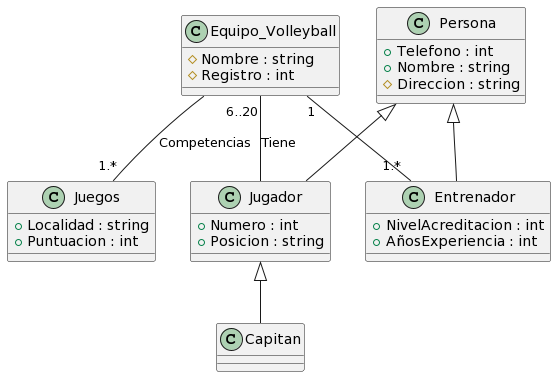 C Equipo_Volleyball
Nombre : string
Registro : int
C Persona
Telefono : int
Nombre : string
Direccion : string
6..20
1
Competencias
Tiene
1.*
1.*
C Juegos
Localidad : string
Puntuacion : int
C Jugador
Numero : int
Posicion : string
C Entrenador
NivelAcreditacion : int
AñosExperiencia : int
C Capitan